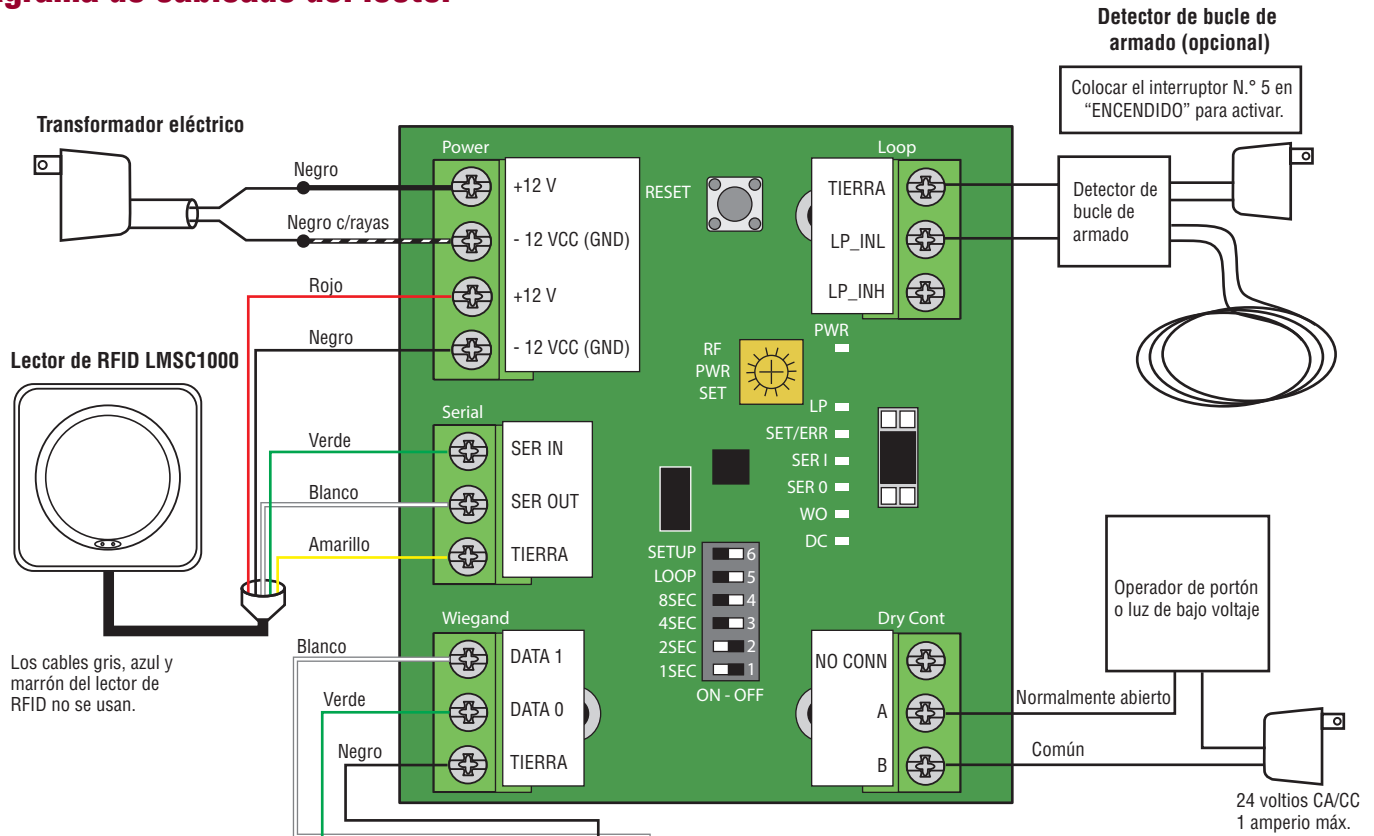 Detector de bucle de
armado (opcional)
Colocar el interruptor N.° 5 en
“ENCENDIDO” para activar.
Transformador eléctrico
Negro
Negro c/rayas
Rojo
Negro
Power
+12 V
- 12 VCC (GND)
+12 V
- 12 VCC (GND)
RESET
Loop
TIERRA
LP_INL
LP_INH
Detector de
bucle de
armado
Lector de RFID LMSC1000
PWR
RF
PWR
SET
LP
SET/ERR
SER I
SER 0
WO
DC
Serial
Verde
SER IN
Blanco
SER OUT
Amarillo
TIERRA
SETUP 6
LOOP 5
8SEC 4
4SEC 3
2SEC 2
1SEC 1
ON - OFF
Los cables gris, azul y
marrón del lector de
RFID no se usan.
Wiegand
Blanco
DATA 1
Verde
DATA 0
Negro
TIERRA
Dry Cont
NO CONN
A
B
Normalmente abierto
Común
Operador de portón
o luz de bajo voltaje
24 voltios CA/CC
1 amperio máx.